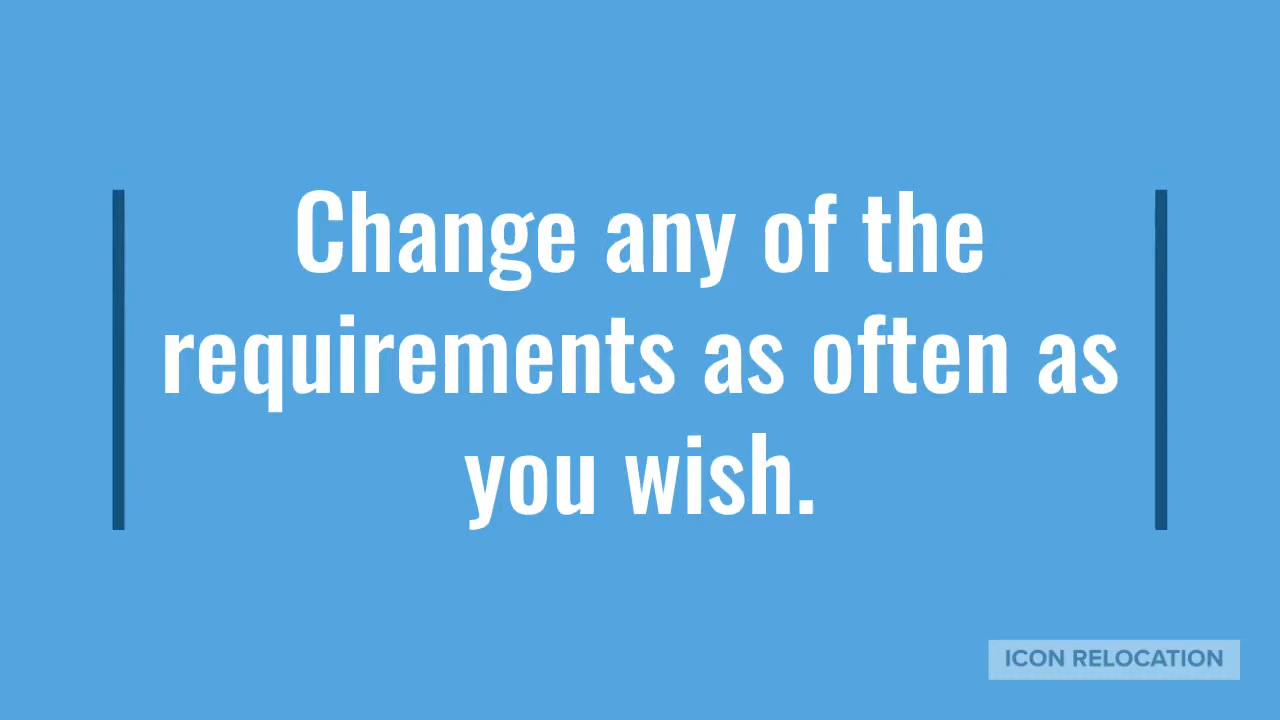 Change any of the
requirements as often as
you wish.
ICON RELOCATION